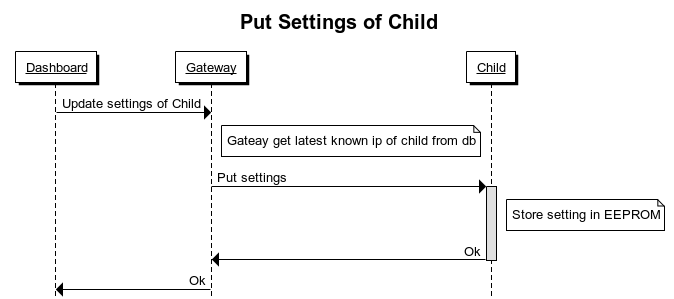 Put Settings of Child
Dashboard
Gateway
Child
Update settings of Child
Gateay get latest known ip of child from db
Put settings
Store setting in EEPROM
Ok
Ok